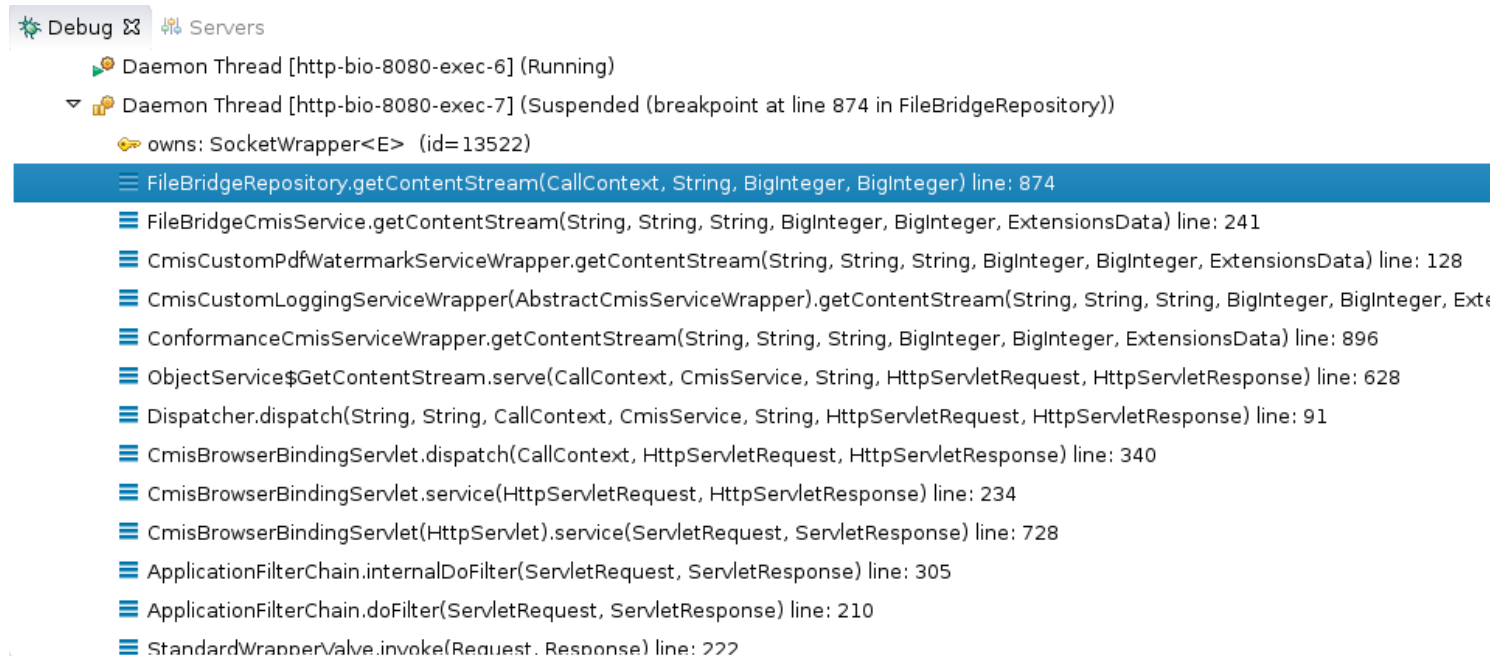 Debug Servers
Daemon Thread [http-bio-8080-exec-6] (Running)
Daemon Thread [http-bio-8080-exec-7] (Suspended (breakpoint at line 874 in FileBridgeRepository))
owns: SocketWrapper<E> (id=13522)
FileBridgeRepository.getContentStream(CallContext, String, BigInteger, BigInteger) line: 874
FileBridgeCmisService.getContentStream(String, String, String, BigInteger, BigInteger, ExtensionsData) line: 241
CmisCustomPdfWatermarkServiceWrapper.getContentStream(String, String, String, BigInteger, BigInteger, ExtensionsData) line: 128
CmisCustomLoggingServiceWrapper(AbstractCmisServiceWrapper).getContentStream(String, String, String, BigInteger, BigInteger, Exte
ConformanceCmisServiceWrapper.getContentStream(String, String, String, BigInteger, BigInteger, ExtensionsData) line: 896
ObjectService$GetContentStream.serve(CallContext, CmisService, String, HttpServletRequest, HttpServletResponse) line: 628
Dispatcher.dispatch(String, String, CallContext, CmisService, String, HttpServletRequest, HttpServletResponse) line: 91
CmisBrowserBindingServlet.dispatch(CallContext, HttpServletRequest, HttpServletResponse) line: 340
CmisBrowserBindingServlet.service(HttpServletRequest, HttpServletResponse) line: 234
CmisBrowserBindingServlet(HttpServlet).service(ServletRequest, ServletResponse) line: 728
ApplicationFilterChain.internalDoFilter(ServletRequest, ServletResponse) line: 305
ApplicationFilterChain.doFilter(ServletRequest, ServletResponse) line: 210
StandardWrapperValve.invoke(Request, Response) line: 222